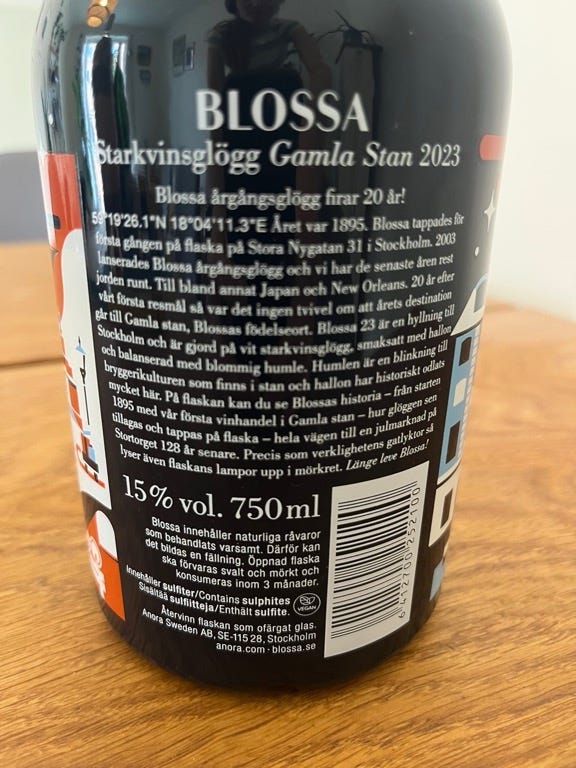 BLOSSA
Starkvinsglögg Gamla Stan 2023
Blossa årgångsglögg firar 20 år!
59°19'26.1"N 18°04'11.3"E Året var 1895. Blossa tappades för
första gången på flaska på Stora Nygatan 31 i Stockholm. 2003
lanserades Blossa årgångsglögg och vi har de senaste åren rest
jorden runt. Till bland annat Japan och New Orleans. 20 år efter
vårt första resmål så var det ingen tvivel om att årets destination
går till Gamla stan, Blossas födelseort. Blossa 23 är en hyllning till
Stockholm och är gjord på vit starkvinsglögg, smaksatt med hallon
och balanserad med blommig humle. Humlen är en blinkning till
bryggerikulturen som finns i stan och hallon har historiskt odlats
mycket här. På flaskan kan du se Blossas historia – från starten
1895 med vår första vinhandel i Gamla stan – hur glöggen sen
tillagas och tappas på flaska – hela vägen till en julmarknad på
Stortorget 128 år senare. Precis som verklighetens gatlyktor så
lyser även flaskans lampor upp i mörkret. Länge leve Blossa!
15% vol. 750ml
Blossa innehåller naturliga råvaror
som behandlats varsamt. Därför kan
det bildas en fällning. Öppnad flaska
ska förvaras svalt och mörkt och
konsumeras inom 3 månader.
Innehåller sulfiter/Contains sulphites
Sisältää sulfiitteja/Enthält sulfite.
VEGAN
Återvinn flaskan som ofärgat glas.
Anora Sweden AB, SE-115 28, Stockholm
anora.com · blossa.se
6 412700 252100